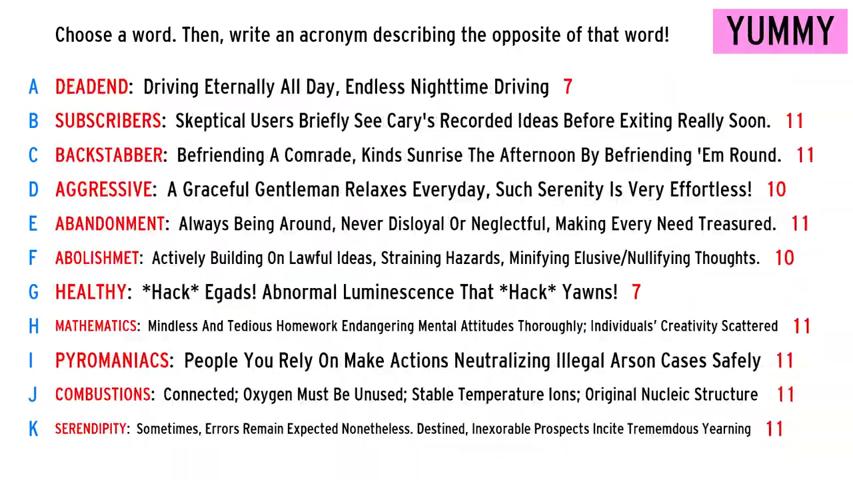 Choose a word. Then, write an acronym describing the opposite of that word!
YUMMY
A DEADEND: Driving Eternally All Day, Endless Nighttime Driving 7
B SUBSCRIBERS: Skeptical Users Briefly See Cary's Recorded Ideas Before Exiting Really Soon. 11
C BACKSTABBER: Befriending A Comrade, Kinds Sunrise The Afternoon By Befriending 'Em Round. 11
D AGGRESSIVE: A Graceful Gentleman Relaxes Everyday, Such Serenity Is Very Effortless! 10
E ABANDONMENT: Always Being Around, Never Disloyal Or Neglectful, Making Every Need Treasured. 11
F ABOLISHMET: Actively Building On Lawful Ideas, Straining Hazards, Minifying Elusive/Nullifying Thoughts. 10
G HEALTHY: *Hack* Egads! Abnormal Luminescence That *Hack* Yawns! 7
H MATHEMATICS: Mindless And Tedious Homework Endangering Mental Attitudes Thoroughly; Individuals' Creativity Scattered 11
I PYROMANIACS: People You Rely On Make Actions Neutralizing Illegal Arson Cases Safely 11
J COMBUSTIONS: Connected; Oxygen Must Be Unused; Stable Temperature Ions; Original Nucleic Structure 11
K SERENDIPITY: Sometimes, Errors Remain Expected Nonetheless. Destined, Inexorable Prospects Incite Trememdous Yearning 11